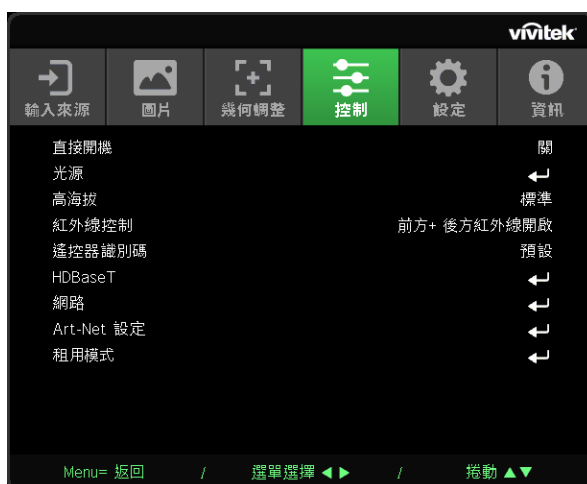 vivitek
輸入來源 圖片 幾何調整 控制 設定 資訊
直接開機 關
光源
高海拔 標準
紅外線控制 前方+ 後方紅外線開啟
遙控器識別碼 預設
HDBaseT
網路
Art-Net 設定
租用模式
Menu= 返回 / 選單選擇 ◀ ▶ / 捲動 ▲▼